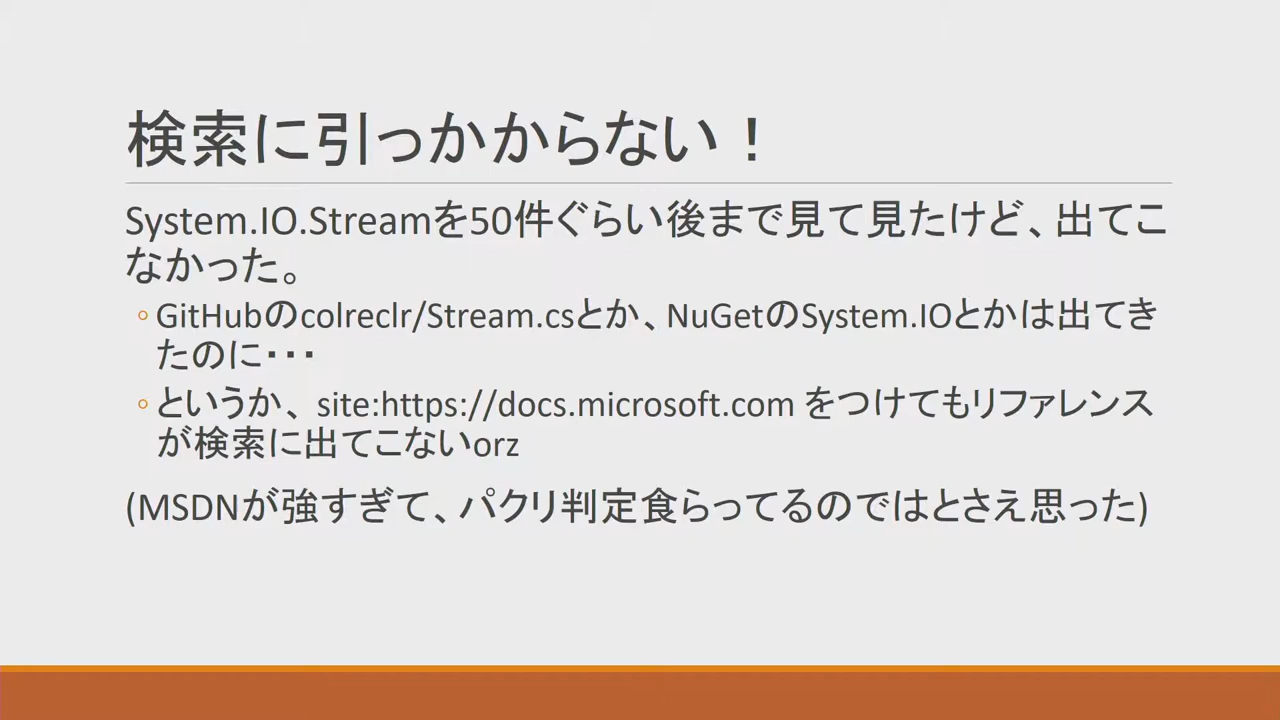 検索に引っかからない！
System.IO.Streamを50件ぐらい後まで見て見たけど、出てこ
なかった。
◦GitHubのcolreclr/Stream.csとか、NuGetのSystem.IOとかは出てき
たのに・・・
◦というか、 site:https://docs.microsoft.com をつけてもリファレンス
が検索に出てこないorz
(MSDNが強すぎて、パクリ判定食らってるのではとさえ思った)